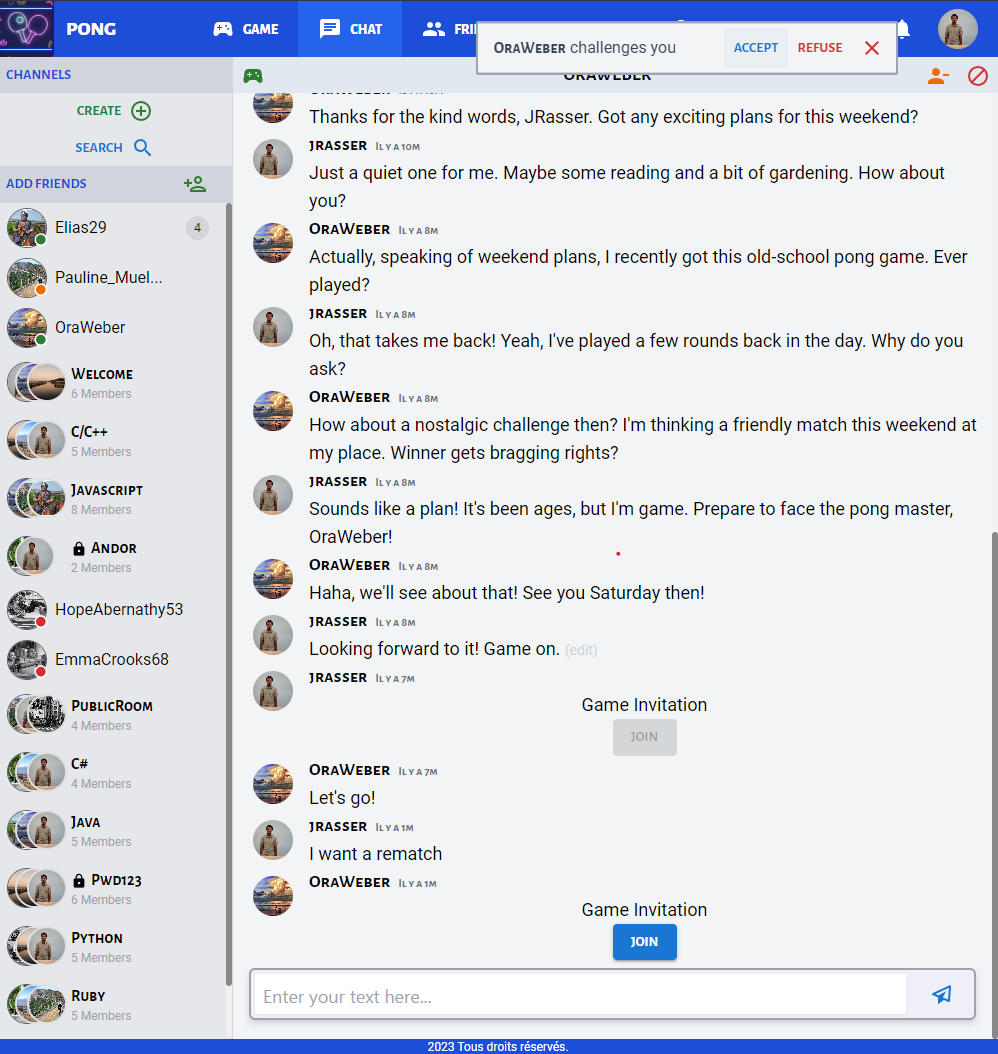 PONG
GAME
CHAT
FRI
OraWeber challenges you
ACCEPT
REFUSE
CHANNELS
CREATE
SEARCH
ADD FRIENDS
Elias29
4
Pauline_Muel...
OraWeber
Welcome
6 Members
C/C++
5 Members
Javascript
8 Members
Andor
2 Members
HopeAbernathy53
EmmaCrooks68
PublicRoom
4 Members
C#
4 Members
Java
5 Members
Pwd123
6 Members
Python
5 Members
Ruby
5 Members
OraWeber
OraWeber
Thanks for the kind words, JRasser. Got any exciting plans for this weekend?
JRasser Il y a 10m
Just a quiet one for me. Maybe some reading and a bit of gardening. How about
you?
OraWeber Il y a 8m
Actually, speaking of weekend plans, I recently got this old-school pong game. Ever
played?
JRasser Il y a 8m
Oh, that takes me back! Yeah, I've played a few rounds back in the day. Why do you
ask?
OraWeber Il y a 8m
How about a nostalgic challenge then? I'm thinking a friendly match this weekend at
my place. Winner gets bragging rights?
JRasser Il y a 8m
Sounds like a plan! It's been ages, but I'm game. Prepare to face the pong master,
OraWeber!
OraWeber Il y a 8m
Haha, we'll see about that! See you Saturday then!
JRasser Il y a 8m
Looking forward to it! Game on. (edit)
JRasser Il y a 7m
Game Invitation
JOIN
OraWeber Il y a 7m
Let's go!
JRasser Il y a 1m
I want a rematch
OraWeber Il y a 1m
Game Invitation
JOIN
Enter your text here...
2023 Tous droits réservés.